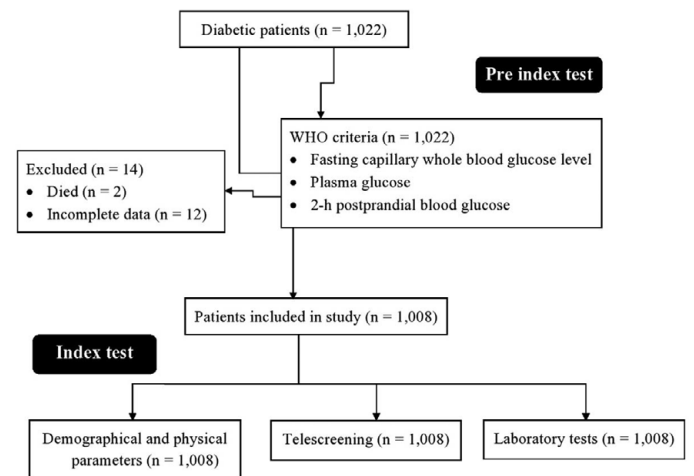 Diabetic patients (n = 1,022)
Pre index test
WHO criteria (n = 1,022)
• Fasting capillary whole blood glucose level
• Plasma glucose
• 2-h postprandial blood glucose
Excluded (n = 14)
• Died (n = 2)
• Incomplete data (n = 12)
Patients included in study (n = 1,008)
Index test
Demographical and physical
parameters (n = 1,008)
Telescreening (n = 1,008)
Laboratory tests (n = 1,008)